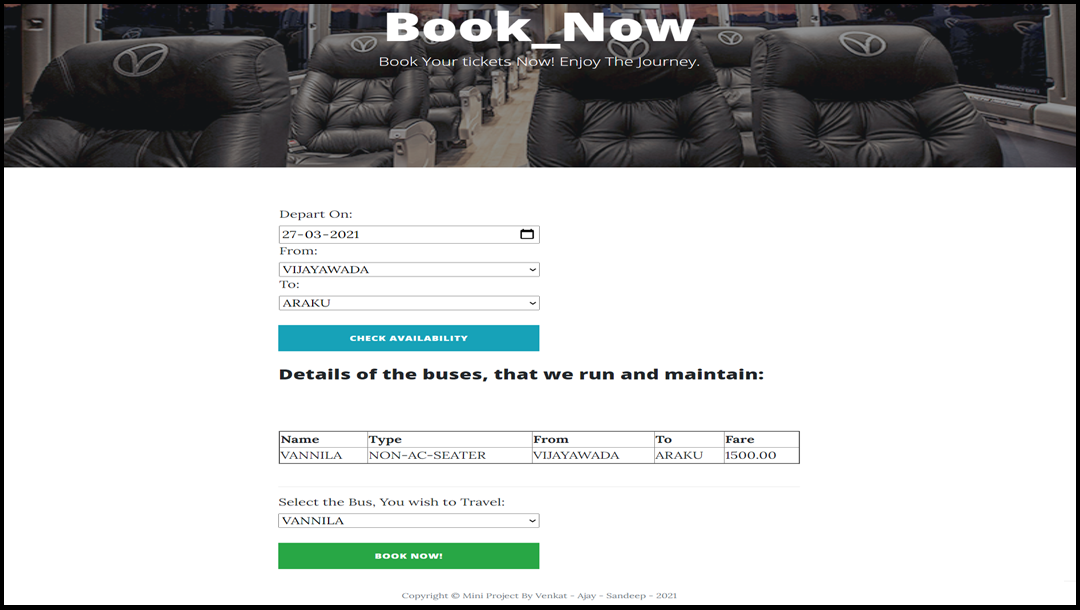 Book_Now
Book Your tickets Now! Enjoy The Journey.
Depart On:
27-03-2021
From:
VIJAYAWADA
To:
ARAKU
CHECK AVAILABILITY
Details of the buses, that we run and maintain:
Name Type From To Fare
VANNILA NON-AC-SEATER VIJAYAWADA ARAKU 1500.00
Select the Bus, You wish to Travel:
VANNILA
BOOK NOW!
Copyright © Mini Project By Venkat - Ajay - Sandeep - 2021